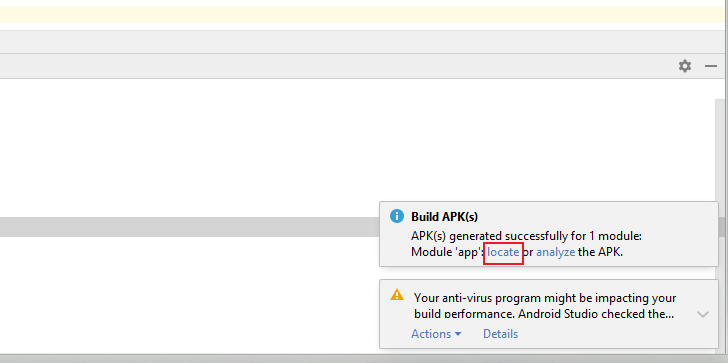 Build APK(s)
APK(s) generated successfully for 1 module:
Module 'app': locate or analyze the APK.
Your anti-virus program might be impacting your
build performance. Android Studio checked the...
Actions
Details